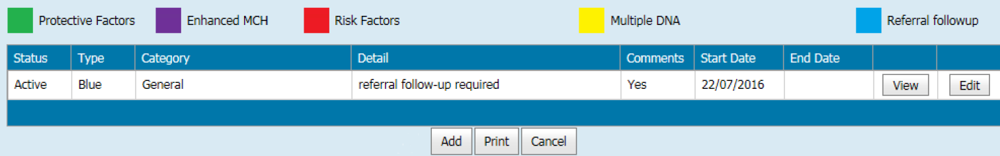 Protective Factors Enhanced MCH Risk Factors Multiple DNA Referral followup
Status Type Category Detail Comments Start Date End Date
Active Blue General referral follow-up required Yes 22/07/2016 View Edit
Add Print Cancel